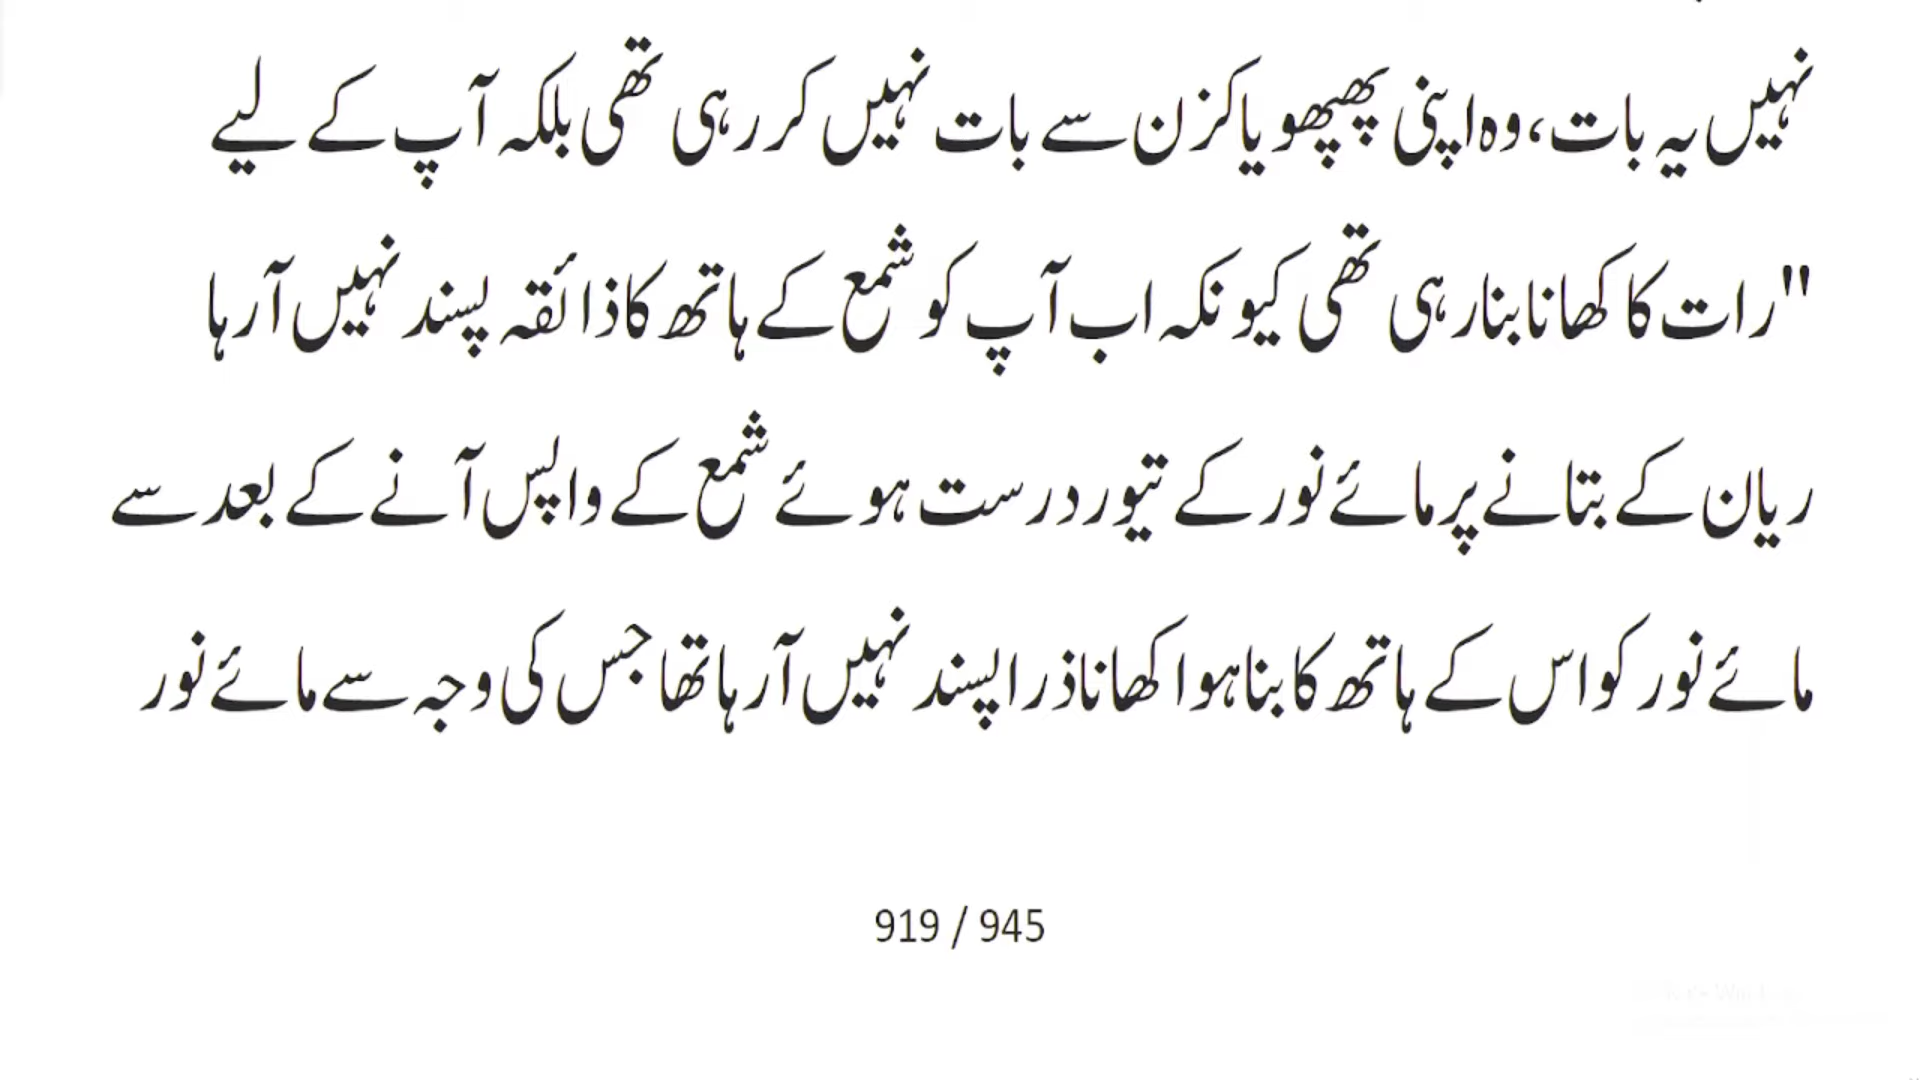 نہیں یہ بات، وہ اپنی پھپھو یا کزن سے بات نہیں کر رہی تھی بلکہ آپ کے لیے
"رات کا کھانا بنا رہی تھی کیونکہ اب آپ کو شمع کے ہاتھ کا ذائقہ پسند نہیں آ رہا
ریان کے بتانے پر مائے نور کے تیور درست ہوئے شمع کے واپس آنے کے بعد سے
مائے نور کو اس کے ہاتھ کا بنا ہوا کھانا ذرا پسند نہیں آ رہا تھا جس کی وجہ سے مائے نور
919 / 945